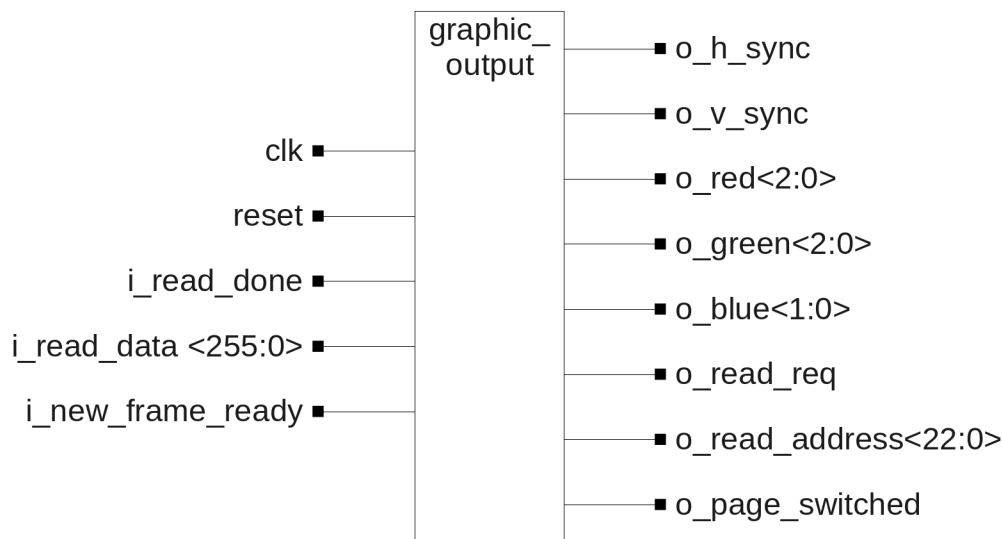 graphic_
output
clk
reset
i_read_done
i_read_data <255:0>
i_new_frame_ready
o_h_sync
o_v_sync
o_red<2:0>
o_green<2:0>
o_blue<1:0>
o_read_req
o_read_address<22:0>
o_page_switched